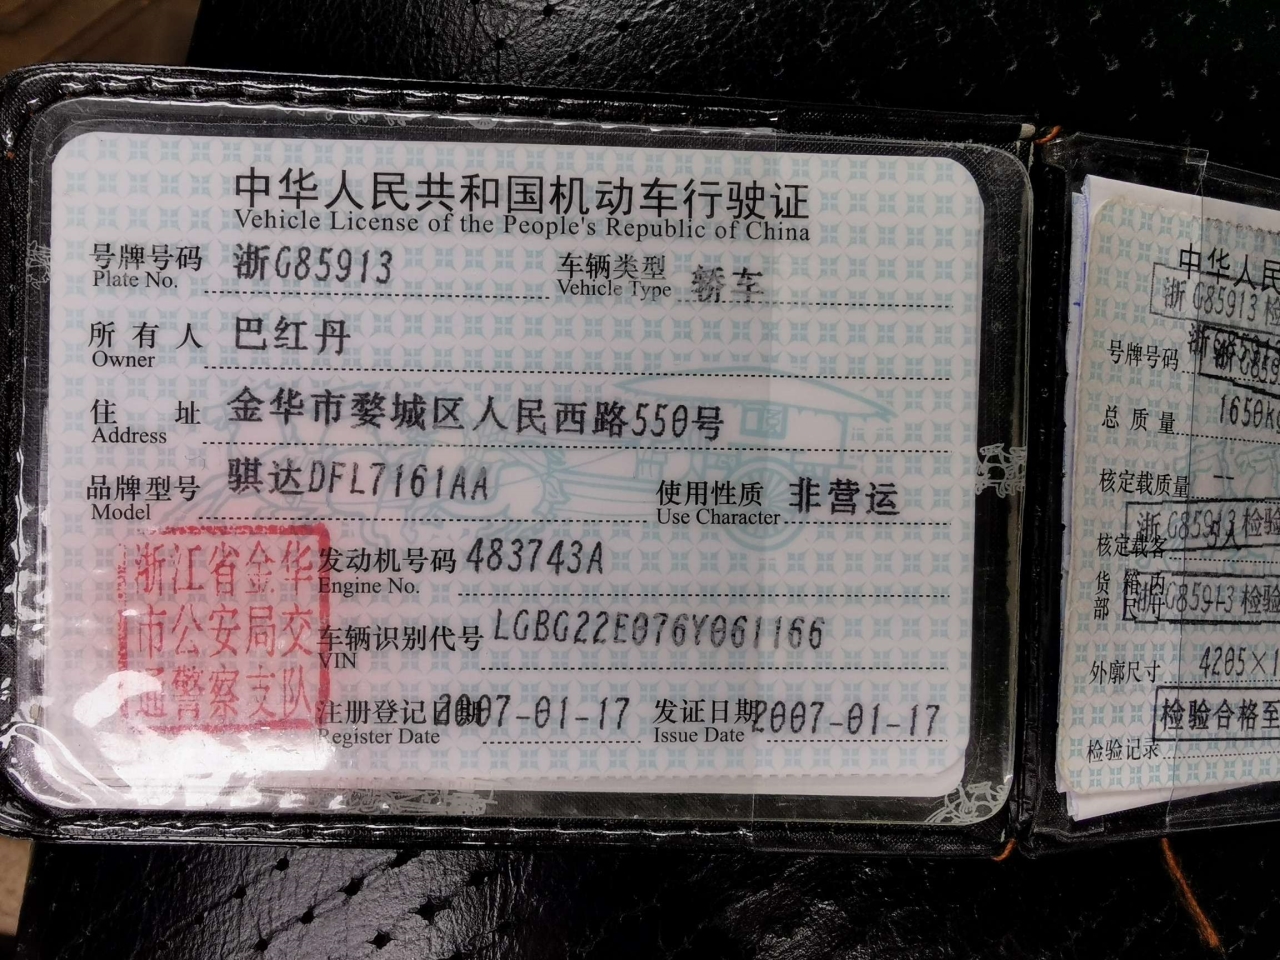 中华人民共和国机动车行驶证
Vehicle License of the People's Republic of China
号牌号码 浙G85913 车辆类型 轿车
Plate No. Vehicle Type
所有人 巴红丹
Owner
住址 金华市婺城区人民西路550号
Address
品牌型号 骐达DFL7161AA 使用性质 非营运
Model Use Character
浙江省金华
市公安局交
通警察支队
发动机号码 483743A
Engine No.
车辆识别代号 LGBG22E076Y061166
VIN
注册登记日期 2007-01-17 发证日期 2007-01-17
Register Date Issue Date
中华人民
浙G85913检
号牌号码
总质量 1650kg
核定载质量 --
浙G85913检验
核定载客 5人
货箱内
部尺寸
浙G85913检验
外廓尺寸 4205×1
检验合格至
检验记录